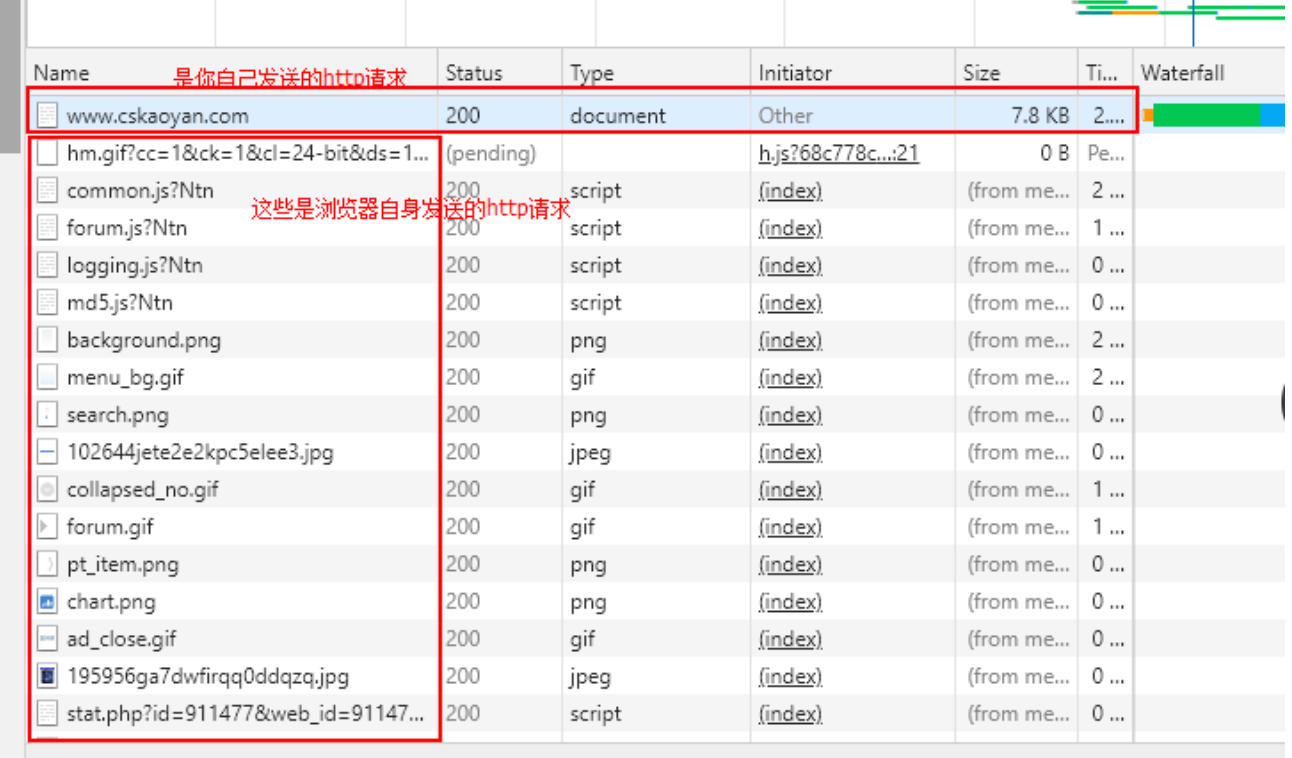 Name 是你自己发送的http请求 Status Type Initiator Size Ti... Waterfall
www.cskaoyan.com 200 document Other 7.8 KB 2....
hm.gif?cc=1&ck=1&cl=24-bit&ds=1... (pending) h.js?68c778c...:21 0 B Pe...
common.js?Ntn 200 script (index) (from me... 2 ...
这些是浏览器自身发送的http请求
forum.js?Ntn 200 script (index) (from me... 1 ...
logging.js?Ntn 200 script (index) (from me... 0 ...
md5.js?Ntn 200 script (index) (from me... 0 ...
background.png 200 png (index) (from me... 2 ...
menu_bg.gif 200 gif (index) (from me... 2 ...
search.png 200 png (index) (from me... 0 ...
102644jete2e2kpc5elee3.jpg 200 jpeg (index) (from me... 0 ...
collapsed_no.gif 200 gif (index) (from me... 1 ...
forum.gif 200 gif (index) (from me... 1 ...
pt_item.png 200 png (index) (from me... 0 ...
chart.png 200 png (index) (from me... 0 ...
ad_close.gif 200 gif (index) (from me... 0 ...
195956ga7dwfirqq0ddqzq.jpg 200 jpeg (index) (from me... 0 ...
stat.php?id=911477&web_id=91147... 200 script (index) (from me... 0 ...